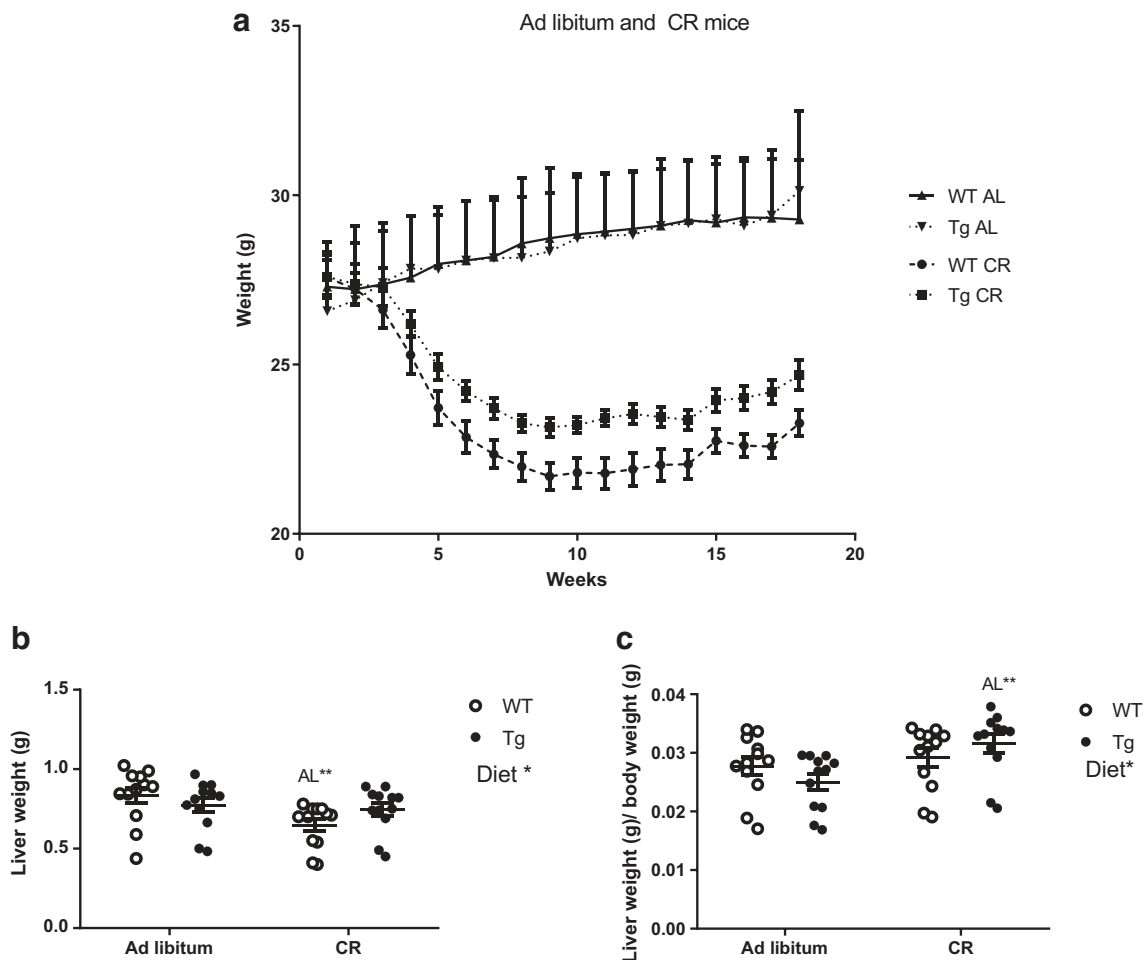 a
Ad libitum and CR mice
35
30
25
20
Weight (g)
0
5
10
15
20
Weeks
WT AL
Tg AL
WT CR
Tg CR
b
1.5
1.0
0.5
0.0
Liver weight (g)
AL**
Ad libitum
CR
WT
Tg
Diet *
c
0.04
0.03
0.02
0.01
0.00
Liver weight (g)/ body weight (g)
AL**
Ad libitum
CR
WT
Tg
Diet*